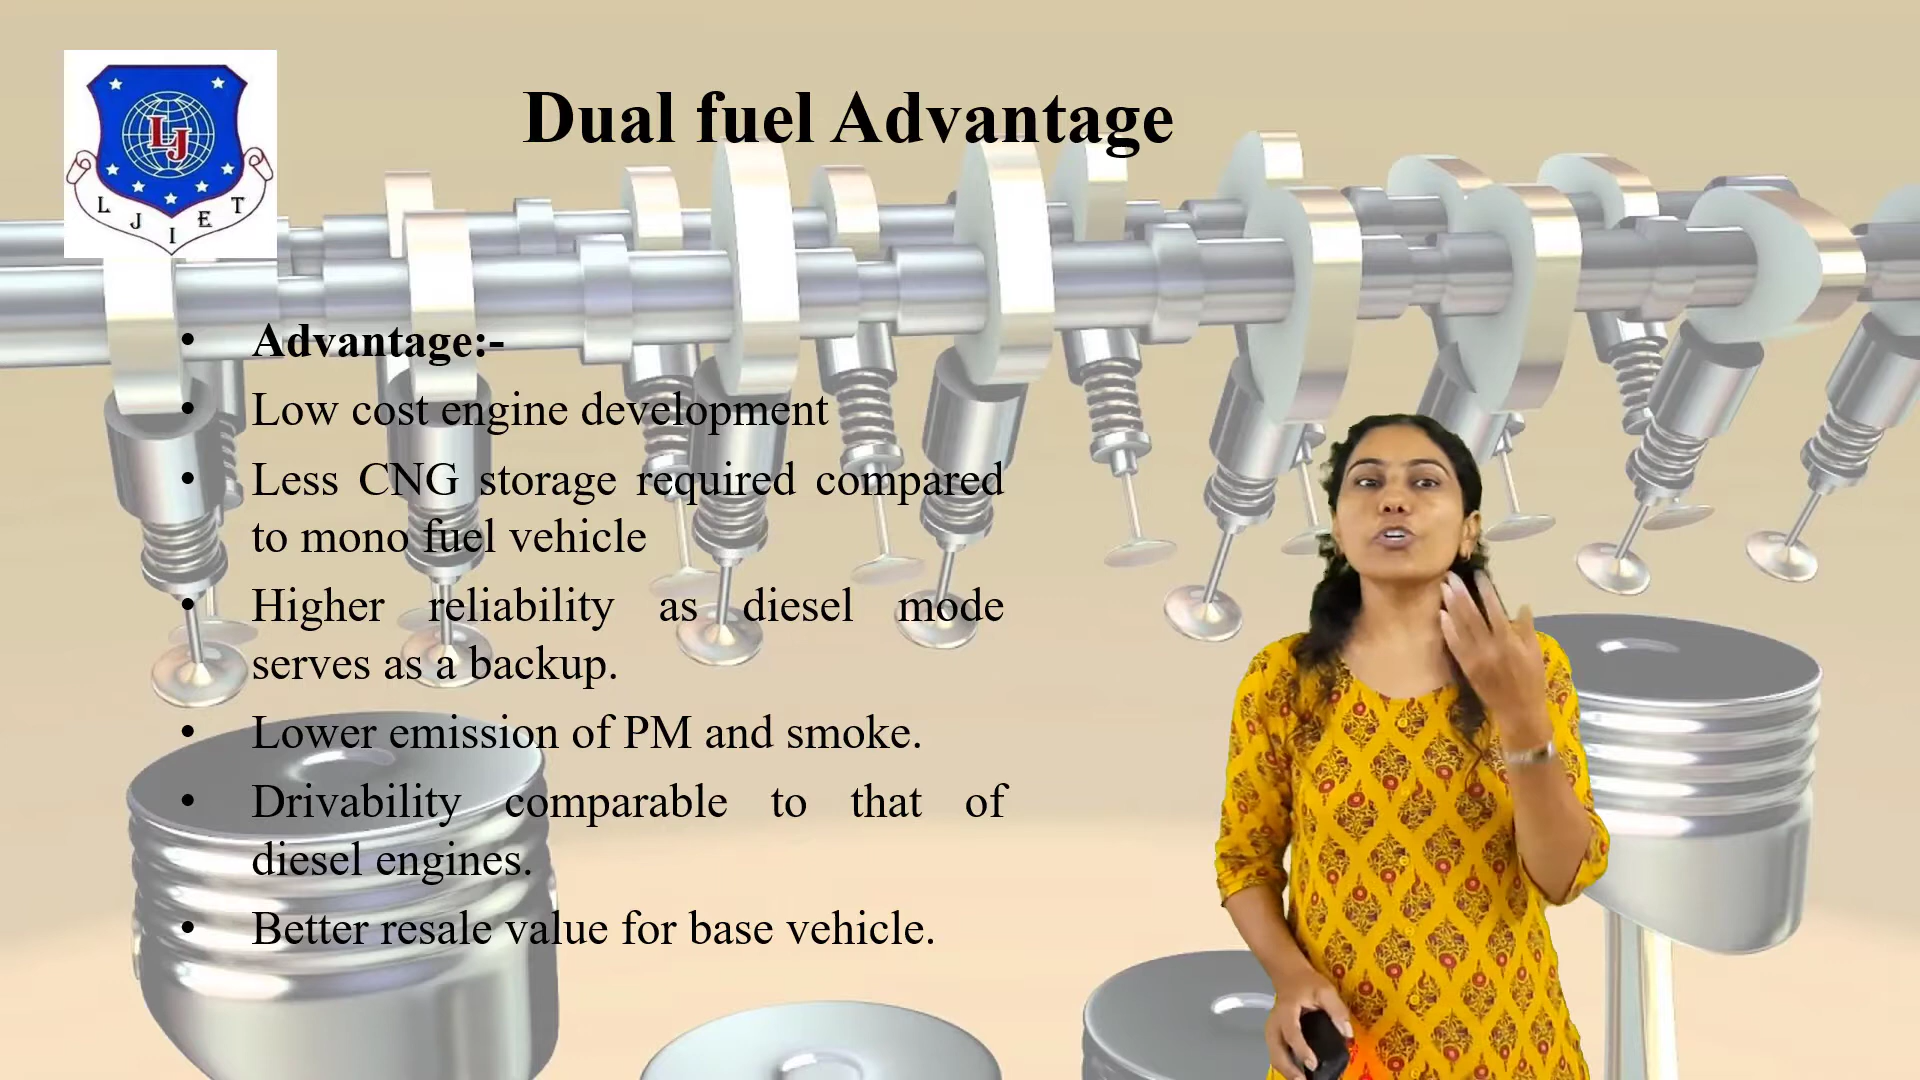 LJ
L J I E T
Dual fuel Advantage
• Advantage:-
• Low cost engine development
• Less CNG storage required compared
to mono fuel vehicle
• Higher reliability as diesel mode
serves as a backup.
• Lower emission of PM and smoke.
• Drivability comparable to that of
diesel engines.
• Better resale value for base vehicle.